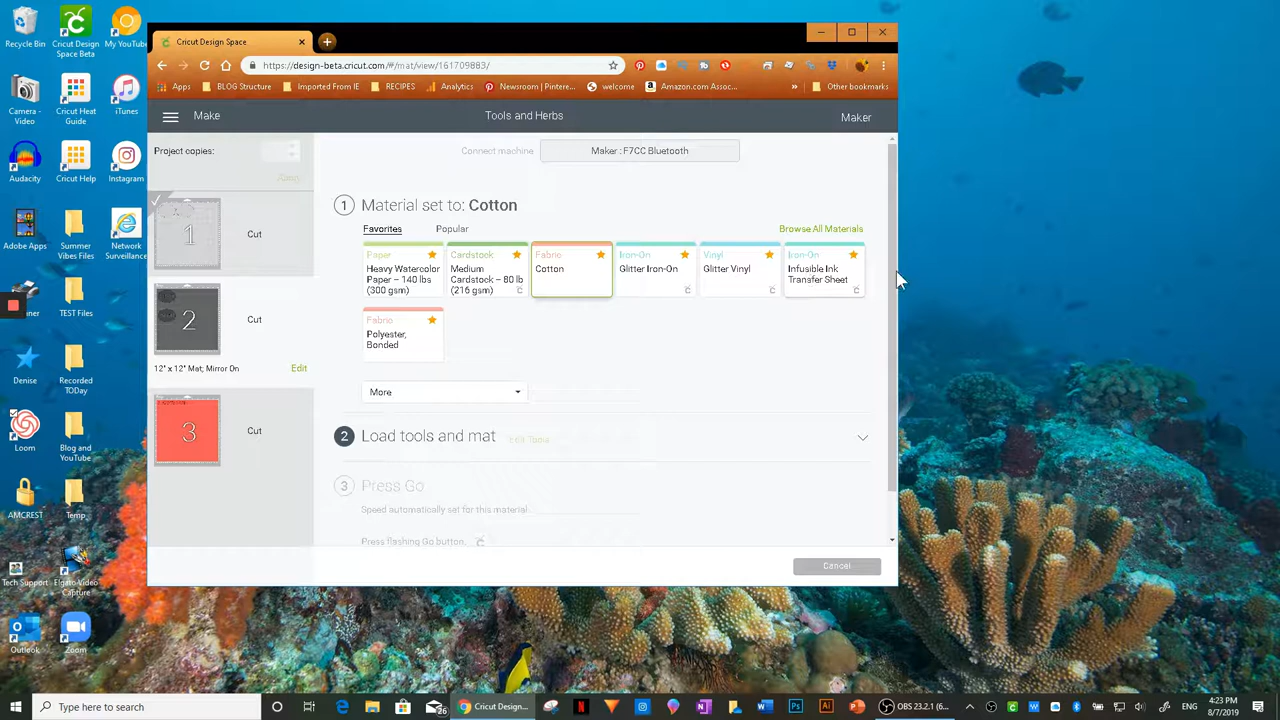 Recycle Bin
Cricut Design Space Beta
My YouTube
Camera - Video
Cricut Heat Guide
iTunes
Audacity
Cricut Help
Instagram
Adobe Apps
Summer Vibes Files
Network Surveillance
TEST Files
Denise
Recorded TODay
Loom
Blog and YouTube
AMCREST
Temp
Tech Support
Elgato Video Capture
Outlook
Zoom
Cricut Design Space
https://design-beta.cricut.com/#/mat/view/161709883/
Apps
BLOG Structure
Imported From IE
RECIPES
Analytics
Newsroom | Pintere...
welcome
Amazon.com Assoc...
»
Other bookmarks
Make
Tools and Herbs
Maker
Project copies:
Connect machine
Maker : F7CC Bluetooth
1
Cut
2
Cut
12" x 12" Mat; Mirror On
Edit
3
Cut
1 Material set to: Cotton
Favorites
Popular
Browse All Materials
Paper
Heavy Watercolor Paper – 140 lbs (300 gsm)
Cardstock
Medium Cardstock – 80 lb (216 gsm)
Fabric
Cotton
Iron-On
Glitter Iron-On
Vinyl
Glitter Vinyl
Iron-On
Infusible Ink Transfer Sheet
Fabric
Polyester, Bonded
More
2 Load tools and mat
Edit Tools
3 Press Go
Speed automatically set for this material.
Press flashing Go button.
Cancel
Type here to search
26
Cricut Design...
OBS 23.2.1 (6...
4:23 PM
8/7/2019